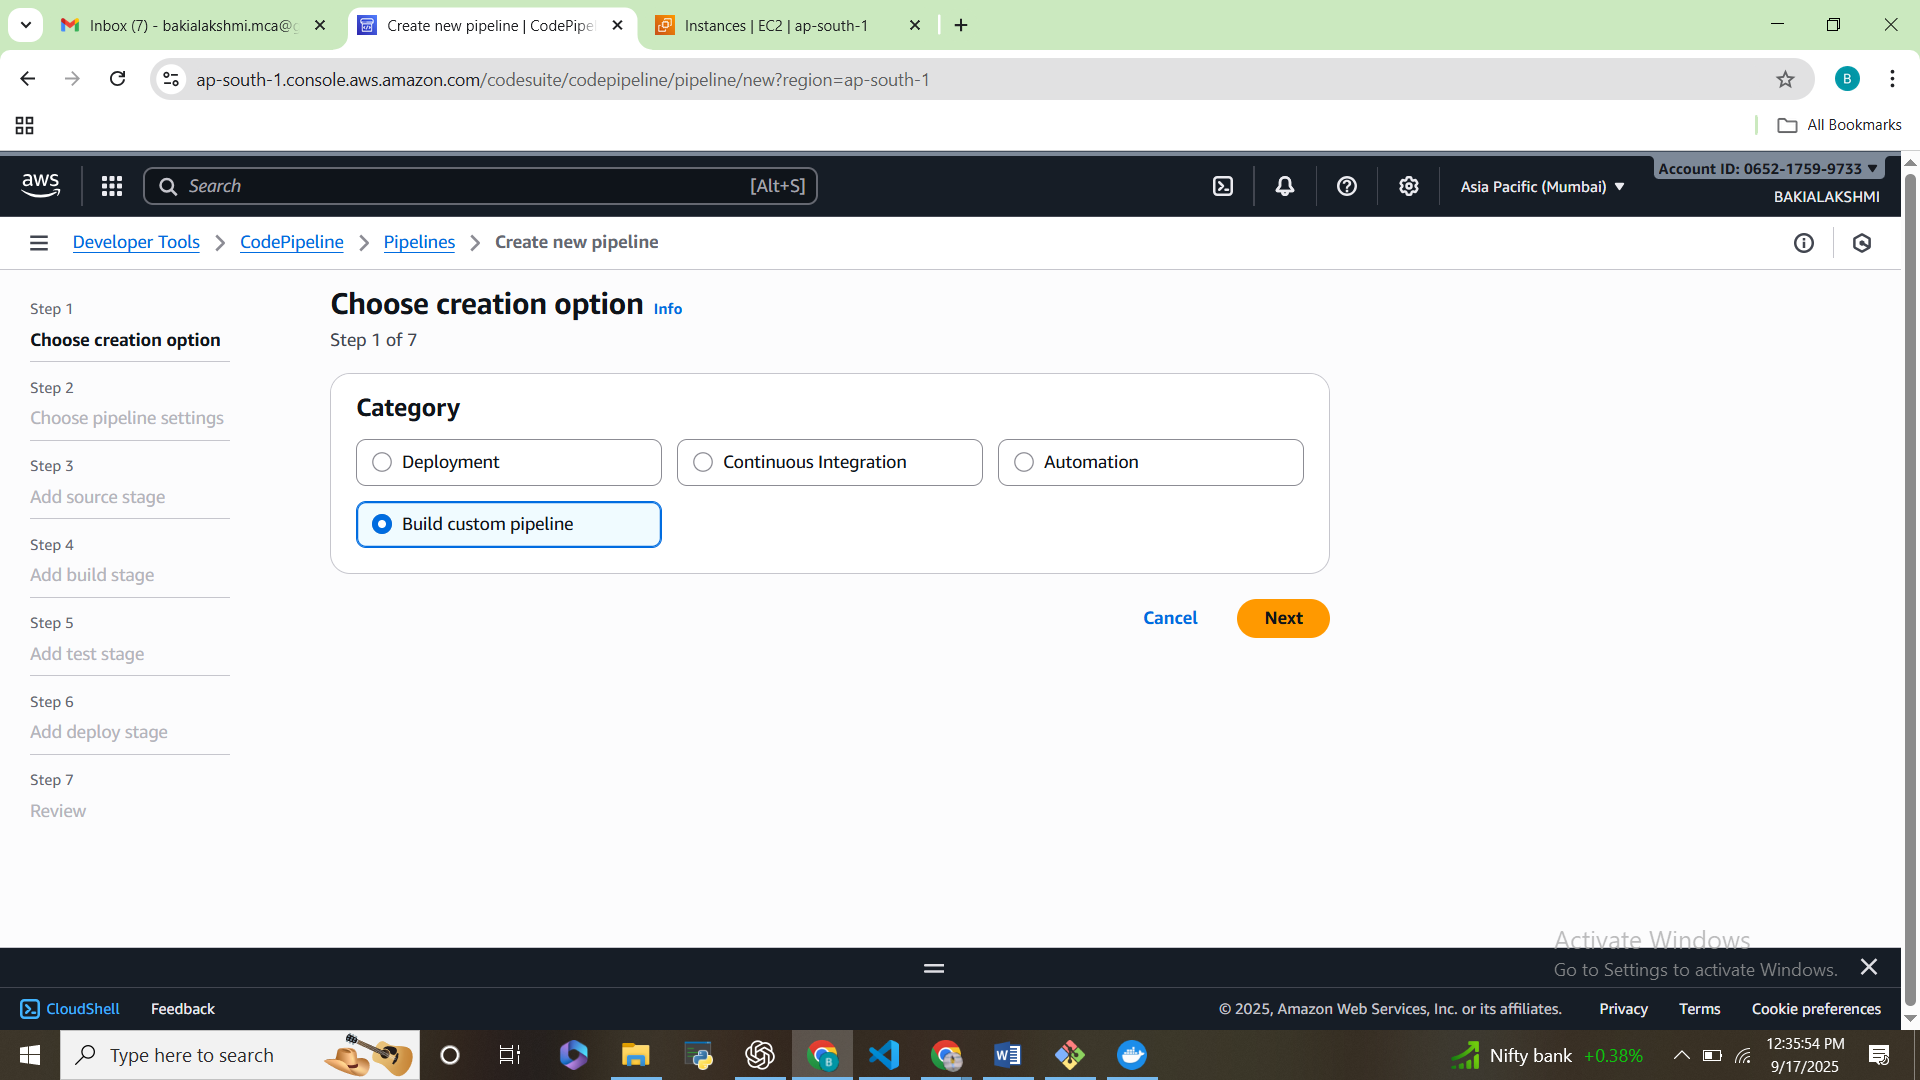 Inbox (7) - bakialakshmi.mca@g
Create new pipeline | CodePipel
Instances | EC2 | ap-south-1
ap-south-1.console.aws.amazon.com/codesuite/codepipeline/pipeline/new?region=ap-south-1
B
All Bookmarks
aws
Search
[Alt+S]
Asia Pacific (Mumbai)
Account ID: 0652-1759-9733
BAKIALAKSHMI
Developer Tools
CodePipeline
Pipelines
Create new pipeline
Step 1
Choose creation option
Step 2
Choose pipeline settings
Step 3
Add source stage
Step 4
Add build stage
Step 5
Add test stage
Step 6
Add deploy stage
Step 7
Review
Choose creation option Info
Step 1 of 7
Category
Deployment
Continuous Integration
Automation
Build custom pipeline
Cancel
Next
Activate Windows
Go to Settings to activate Windows.
CloudShell
Feedback
© 2025, Amazon Web Services, Inc. or its affiliates.
Privacy
Terms
Cookie preferences
Type here to search
Nifty bank +0.38%
12:35:54 PM
9/17/2025